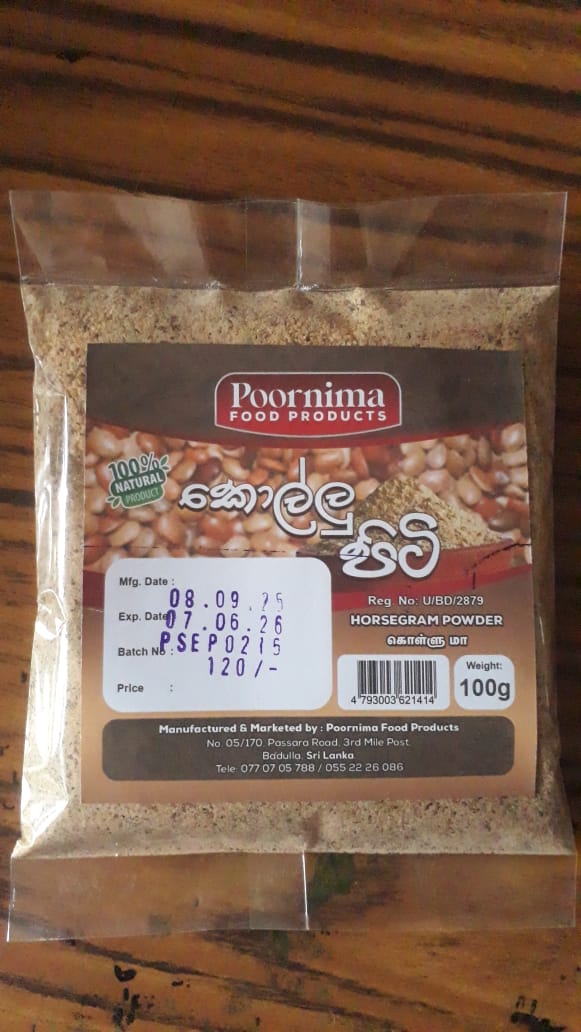 Poornima
FOOD PRODUCTS
100%
NATURAL
PRODUCT
කොල්ලු
පිටි
Mfg. Date : 08.09.25
Exp. Date 07.06.26
Batch No : PSEP0215
Price : 120/-
Reg. No: U/BD/2879
HORSEGRAM POWDER
கொள்ளு மா
4 793003 621414
Weight:
100g
Manufactured & Marketed by : Poornima Food Products
No. 05/170, Passara Road, 3rd Mile Post,
Badulla, Sri Lanka.
Tele: 077 07 05 788 / 055 22 26 086